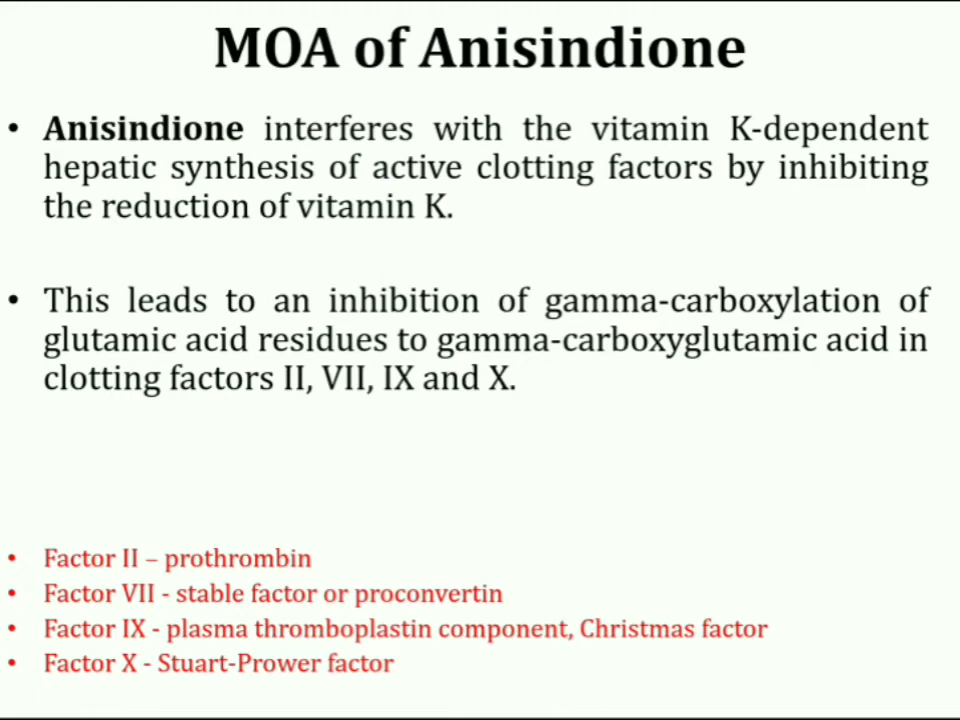 MOA of Anisindione
• Anisindione interferes with the vitamin K-dependent
hepatic synthesis of active clotting factors by inhibiting
the reduction of vitamin K.
• This leads to an inhibition of gamma-carboxylation of
glutamic acid residues to gamma-carboxyglutamic acid in
clotting factors II, VII, IX and X.
• Factor II – prothrombin
• Factor VII - stable factor or proconvertin
• Factor IX - plasma thromboplastin component, Christmas factor
• Factor X - Stuart-Prower factor